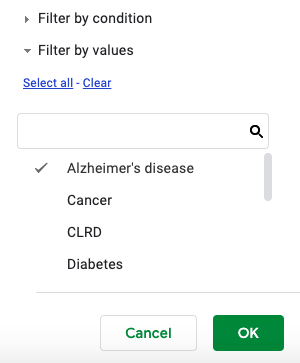 Filter by condition
Filter by values
Select all - Clear
Alzheimer's disease
Cancer
CLRD
Diabetes
Cancel OK